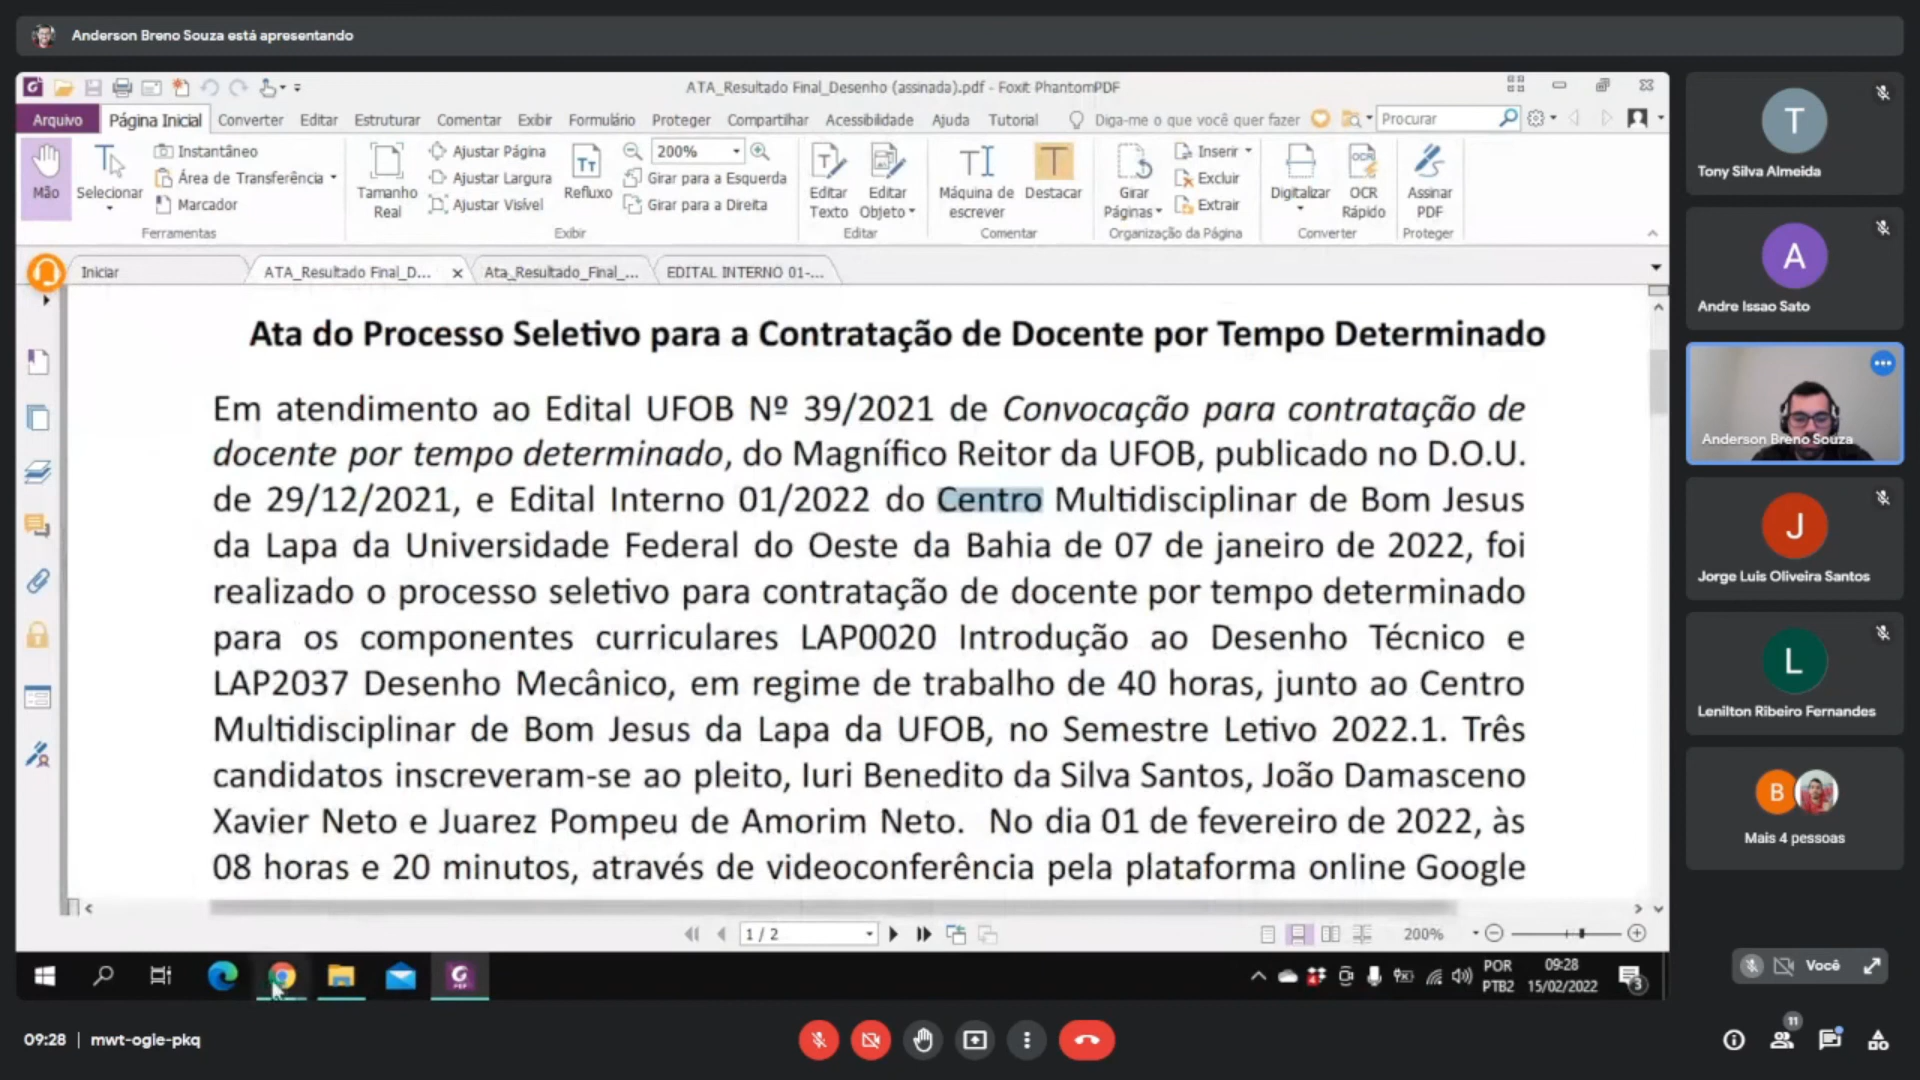 Anderson Breno Souza está apresentando
ATA_Resultado Final_Desenho (assinada).pdf - Foxit PhantomPDF
Arquivo Página Inicial Converter Editar Estruturar Comentar Exibir Formulário Proteger Compartilhar Acessibilidade Ajuda Tutorial Diga-me o que você quer fazer Procurar
Mão
Selecionar
Instantâneo
Área de Transferência
Marcador
Ferramentas
Tamanho
Real
Ajustar Página
Ajustar Largura
Ajustar Visível
Refluxo
200%
Girar para a Esquerda
Girar para a Direita
Exibir
Editar
Texto
Editar
Objeto
Editar
Máquina de
escrever
Destacar
Comentar
Girar
Páginas
Inserir
Excluir
Extrair
Organização da Página
Digitalizar
OCR
Rápido
Converter
Assinar
PDF
Proteger
Iniciar ATA_Resultado Final_D... Ata_Resultado_Final_... EDITAL INTERNO 01-...
Ata do Processo Seletivo para a Contratação de Docente por Tempo Determinado
Em atendimento ao Edital UFOB Nº 39/2021 de Convocação para contratação de
docente por tempo determinado, do Magnífico Reitor da UFOB, publicado no D.O.U.
de 29/12/2021, e Edital Interno 01/2022 do Centro Multidisciplinar de Bom Jesus
da Lapa da Universidade Federal do Oeste da Bahia de 07 de janeiro de 2022, foi
realizado o processo seletivo para contratação de docente por tempo determinado
para os componentes curriculares LAP0020 Introdução ao Desenho Técnico e
LAP2037 Desenho Mecânico, em regime de trabalho de 40 horas, junto ao Centro
Multidisciplinar de Bom Jesus da Lapa da UFOB, no Semestre Letivo 2022.1. Três
candidatos inscreveram-se ao pleito, Iuri Benedito da Silva Santos, João Damasceno
Xavier Neto e Juarez Pompeu de Amorim Neto. No dia 01 de fevereiro de 2022, às
08 horas e 20 minutos, através de videoconferência pela plataforma online Google
1 / 2
200%
POR
PTB2
09:28
15/02/2022
3
T
Tony Silva Almeida
A
Andre Issao Sato
Anderson Breno Souza
J
Jorge Luis Oliveira Santos
L
Lenilton Ribeiro Fernandes
B
Mais 4 pessoas
Você
09:28 | mwt-ogie-pkq
11